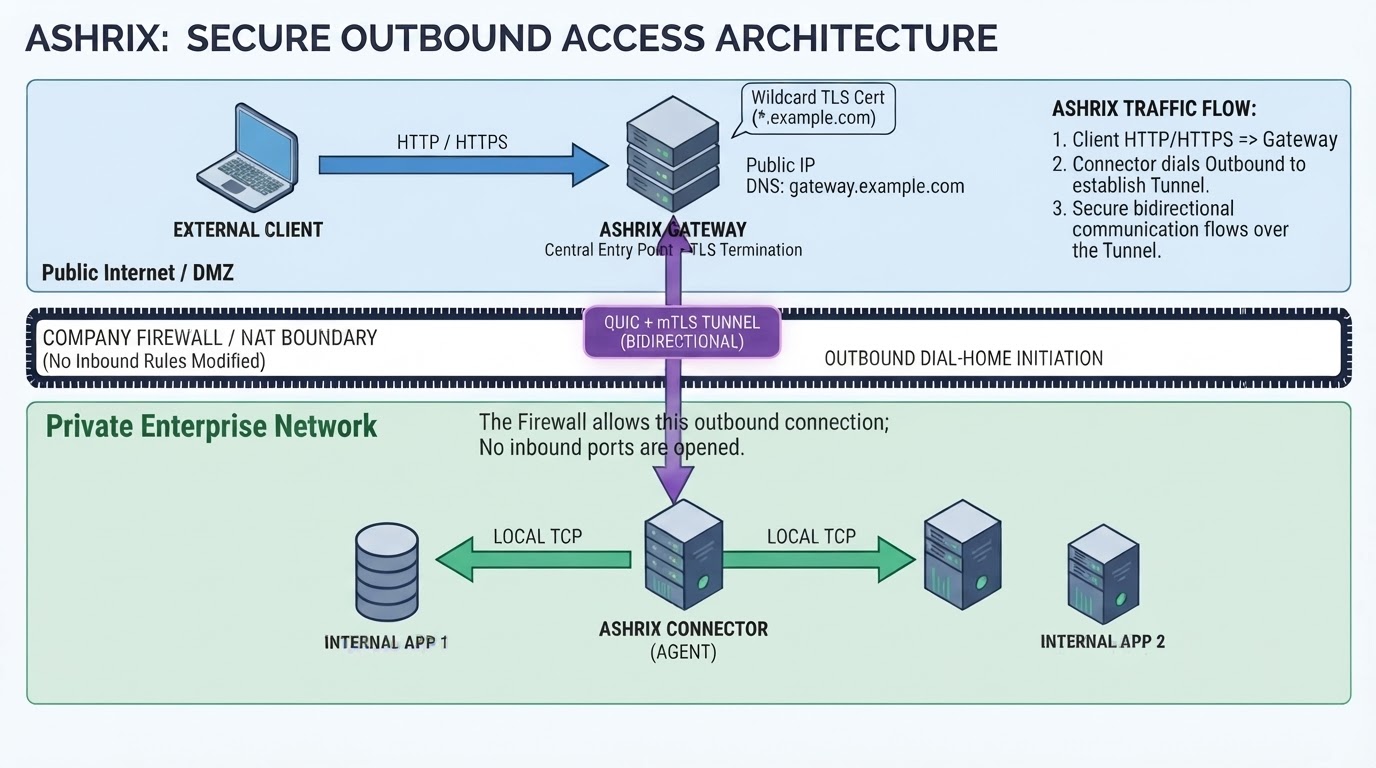 ASHRIX: SECURE OUTBOUND ACCESS ARCHITECTURE
Wildcard TLS Cert
(*.example.com)
HTTP / HTTPS
Public IP
DNS: gateway.example.com
EXTERNAL CLIENT
ASHRIX GATEWAY
Central Entry Point - TLS Termination
Public Internet / DMZ
ASHRIX TRAFFIC FLOW:
1. Client HTTP/HTTPS => Gateway
2. Connector dials Outbound to
establish Tunnel.
3. Secure bidirectional
communication flows over
the Tunnel.
COMPANY FIREWALL / NAT BOUNDARY
(No Inbound Rules Modified)
QUIC + mTLS TUNNEL
(BIDIRECTIONAL)
OUTBOUND DIAL-HOME INITIATION
Private Enterprise Network
The Firewall allows this outbound connection;
No inbound ports are opened.
LOCAL TCP
LOCAL TCP
INTERNAL APP 1
ASHRIX CONNECTOR
(AGENT)
INTERNAL APP 2